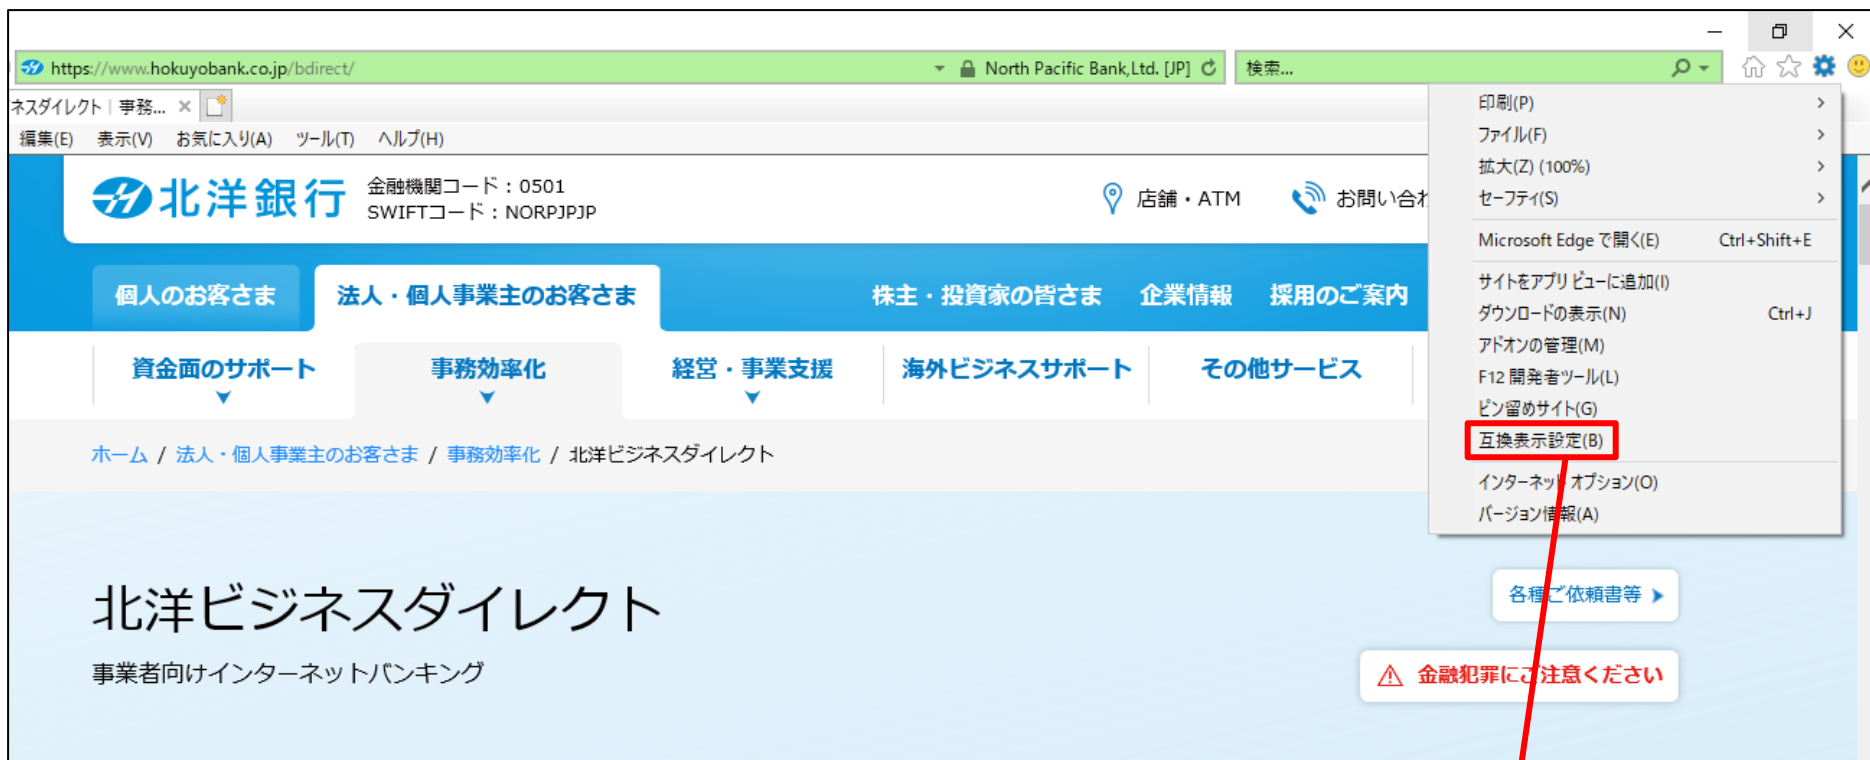 https://www.hokuyobank.co.jp/bdirect/
North Pacific Bank,Ltd. [JP]
検索...
ネスダイレクト | 事務...
編集(E) 表示(V) お気に入り(A) ツール(T) ヘルプ(H)
北洋銀行
金融機関コード：0501
SWIFTコード：NORPJPJP
店舗・ATM
お問い合わ
個人のお客さま
法人・個人事業主のお客さま
株主・投資家の皆さま 企業情報 採用のご案内
資金面のサポート
事務効率化
経営・事業支援
海外ビジネスサポート
その他サービス
ホーム / 法人・個人事業主のお客さま / 事務効率化 / 北洋ビジネスダイレクト
北洋ビジネスダイレクト
事業者向けインターネットバンキング
各種ご依頼書等
金融犯罪にご注意ください
印刷(P)
ファイル(F)
拡大(Z) (100%)
セーフティ(S)
Microsoft Edge で開く(E) Ctrl+Shift+E
サイトをアプリ ビューに追加(I)
ダウンロードの表示(N) Ctrl+J
アドオンの管理(M)
F12 開発者ツール(L)
ピン留めサイト(G)
互換表示設定(B)
インターネット オプション(O)
バージョン情報(A)